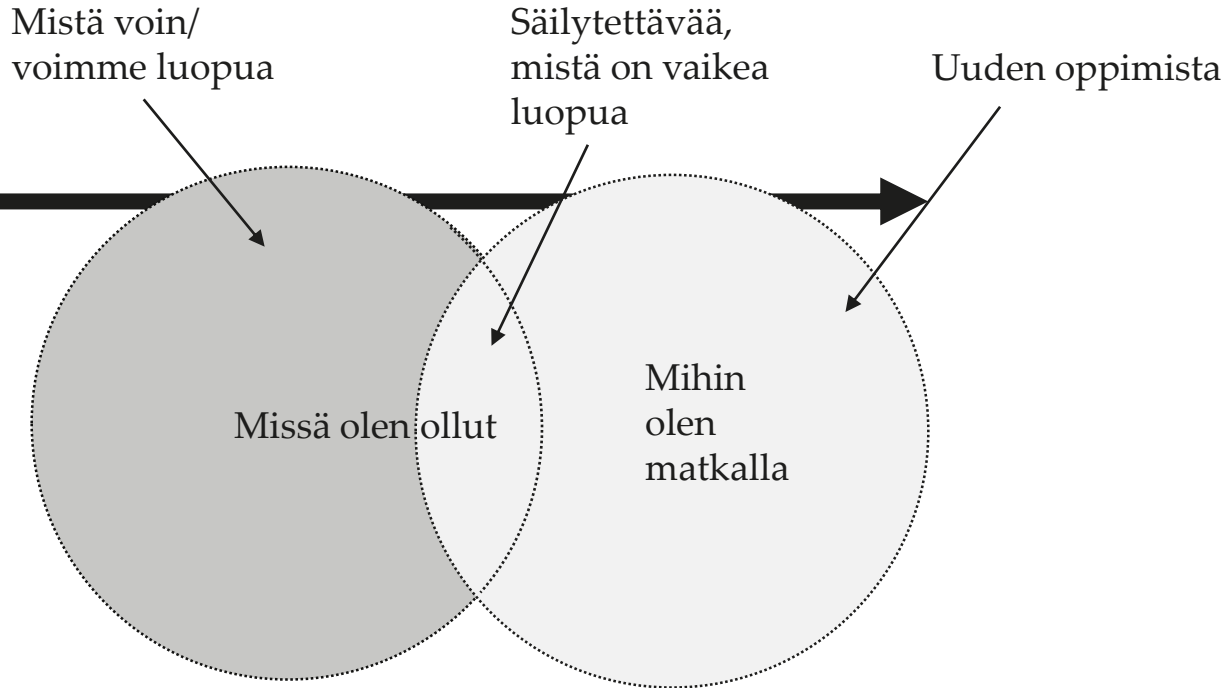 Mistä voin/
voimme luopua
Säilytettävää,
mistä on vaikea
luopua
Uuden oppimista
Missä olen ollut
Mihin
olen
matkalla